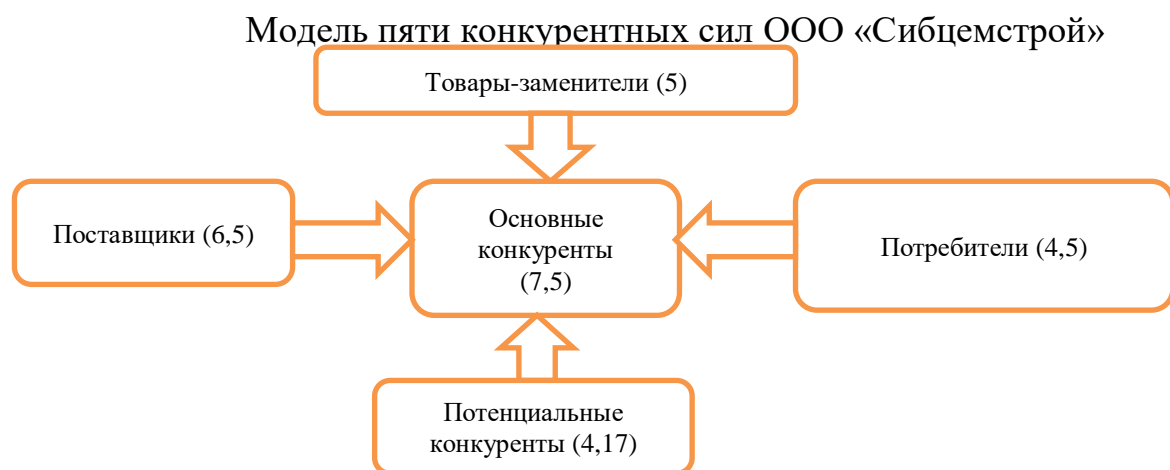 Модель пяти конкурентных сил ООО «Сибцемстрой»
Товары-заменители (5)
Поставщики (6,5)
Основные
конкуренты
(7,5)
Потребители (4,5)
Потенциальные
конкуренты (4,17)